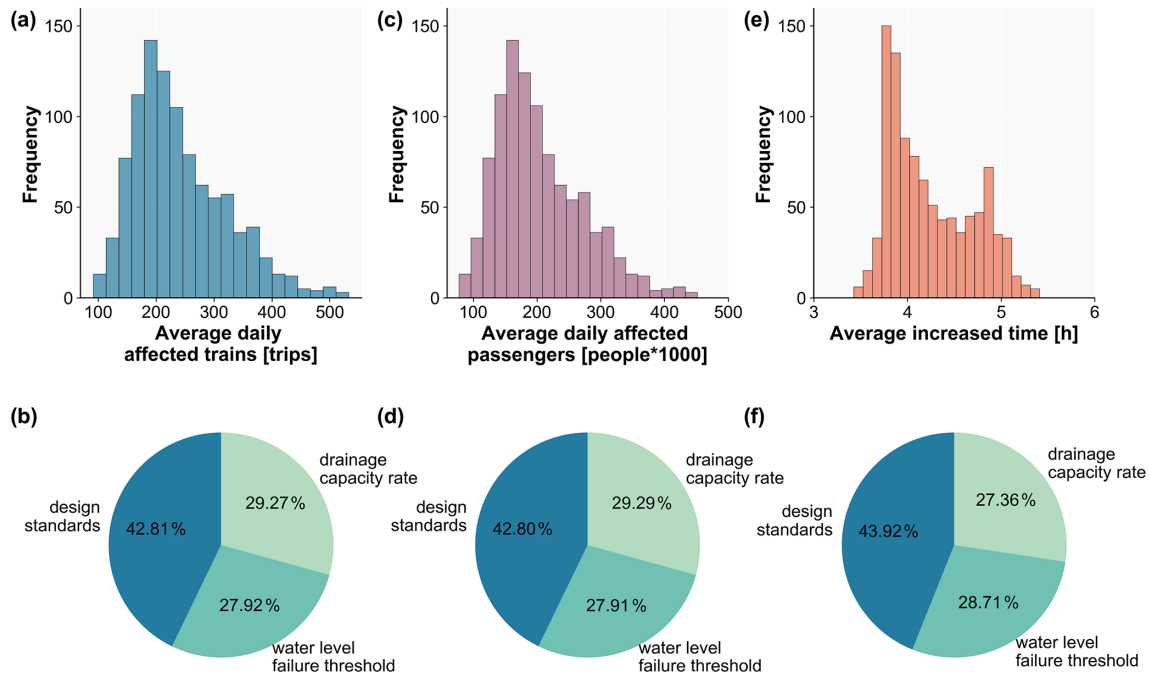 (a)
150
100
50
0
Frequency
100 200 300 400 500
Average daily
affected trains [trips]
(c)
150
100
50
0
Frequency
100 200 300 400 500
Average daily affected
passengers [people*1000]
(e)
150
100
50
0
Frequency
3 4 5 6
Average increased time [h]
(b)
drainage
capacity rate
29.27%
design
standards
42.81%
27.92%
water level
failure threshold
(d)
drainage
capacity rate
29.29%
design
standards
42.80%
27.91%
water level
failure threshold
(f)
drainage
capacity rate
27.36%
design
standards
43.92%
28.71%
water level
failure threshold